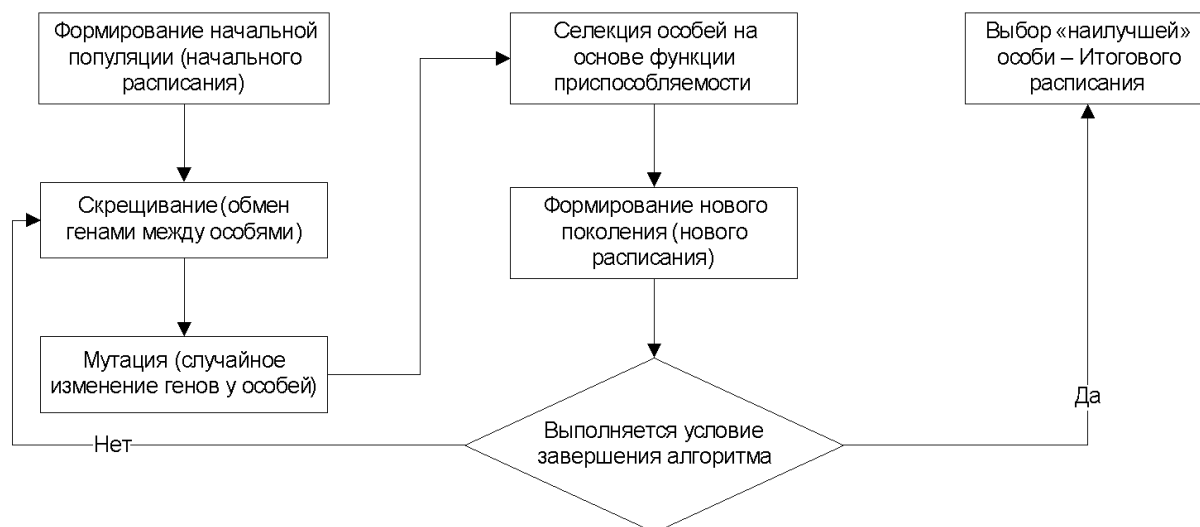 Формирование начальной
популяции (начального
расписания)
Скрещивание (обмен
генами между особями)
Мутация (случайное
изменение генов у особей)
Селекция особей на
основе функции
приспособляемости
Формирование нового
поколения (нового
расписания)
Выполняется условие
завершения алгоритма
Нет
Да
Выбор «наилучшей»
особи – Итогового
расписания